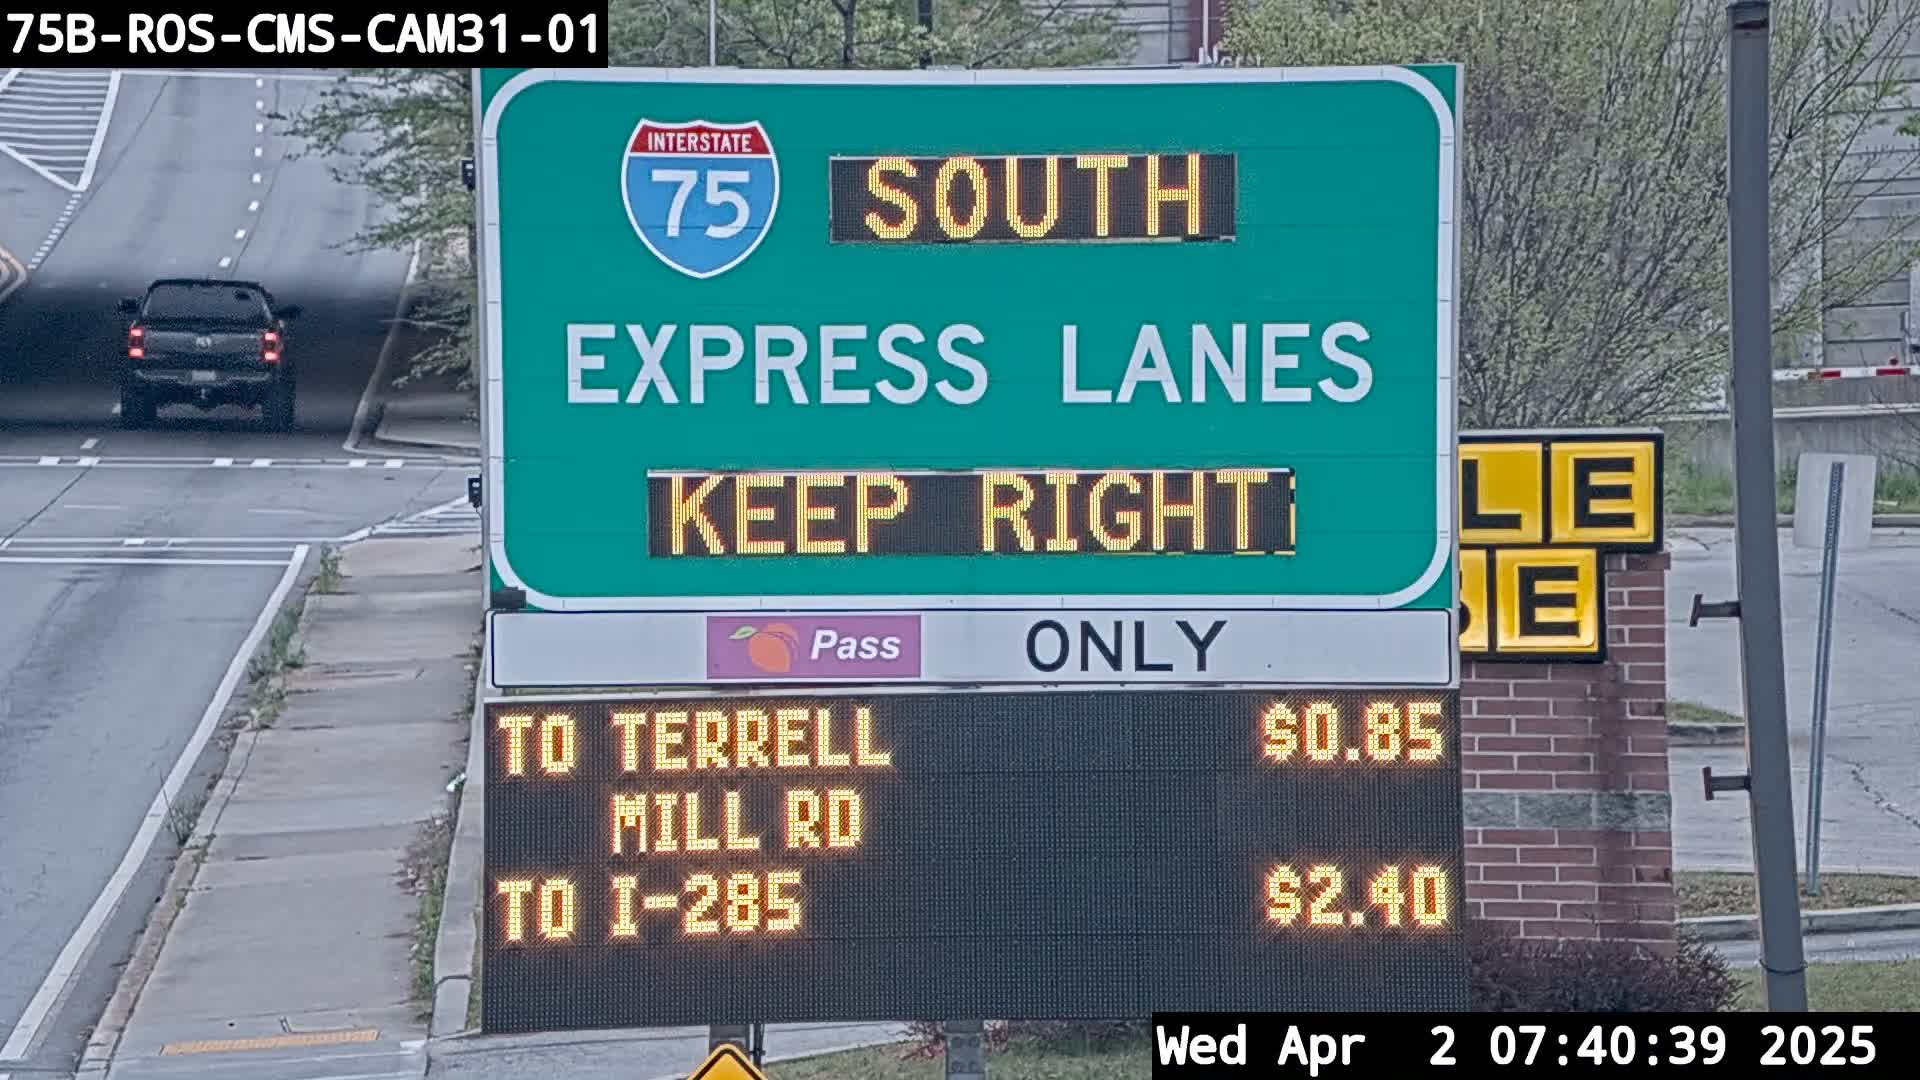 75B-ROS-CMS-CAM31-01
INTERSTATE
75
SOUTH
EXPRESS LANES
KEEP RIGHT
Pass ONLY
LE
E
TO TERRELL $0.85
MILL RD
TO I-285 $2.40
Wed Apr 2 07:40:39 2025